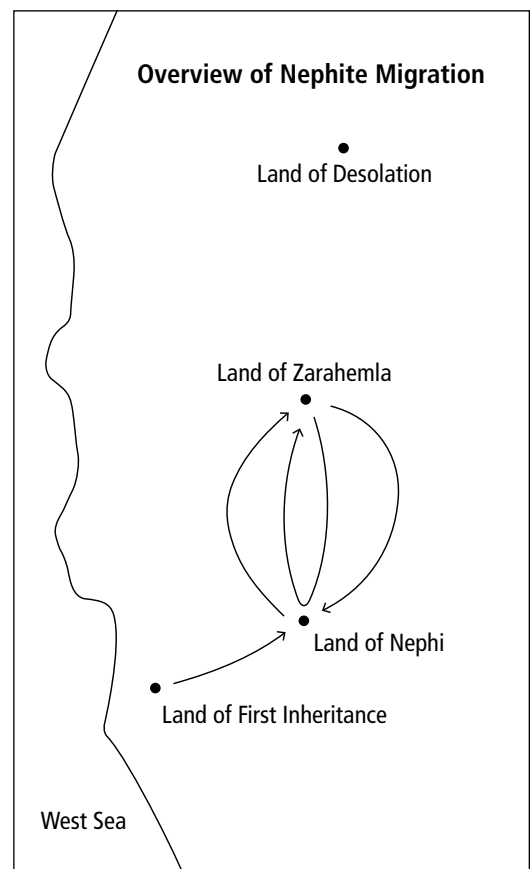 Overview of Nephite Migration
Land of Desolation
Land of Zarahemla
Land of Nephi
Land of First Inheritance
West Sea